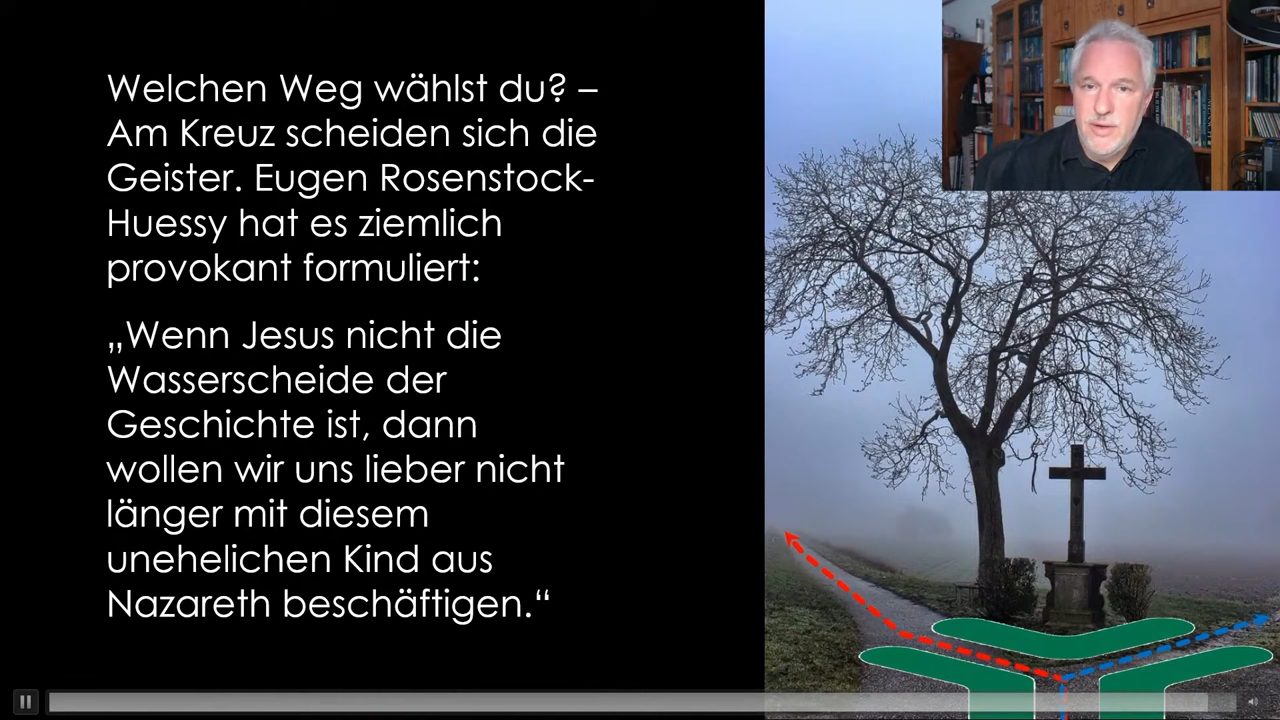 Welchen Weg wählst du? –
Am Kreuz scheiden sich die
Geister. Eugen Rosenstock-
Huessy hat es ziemlich
provokant formuliert:
„Wenn Jesus nicht die
Wasserscheide der
Geschichte ist, dann
wollen wir uns lieber nicht
länger mit diesem
unehelichen Kind aus
Nazareth beschäftigen.“